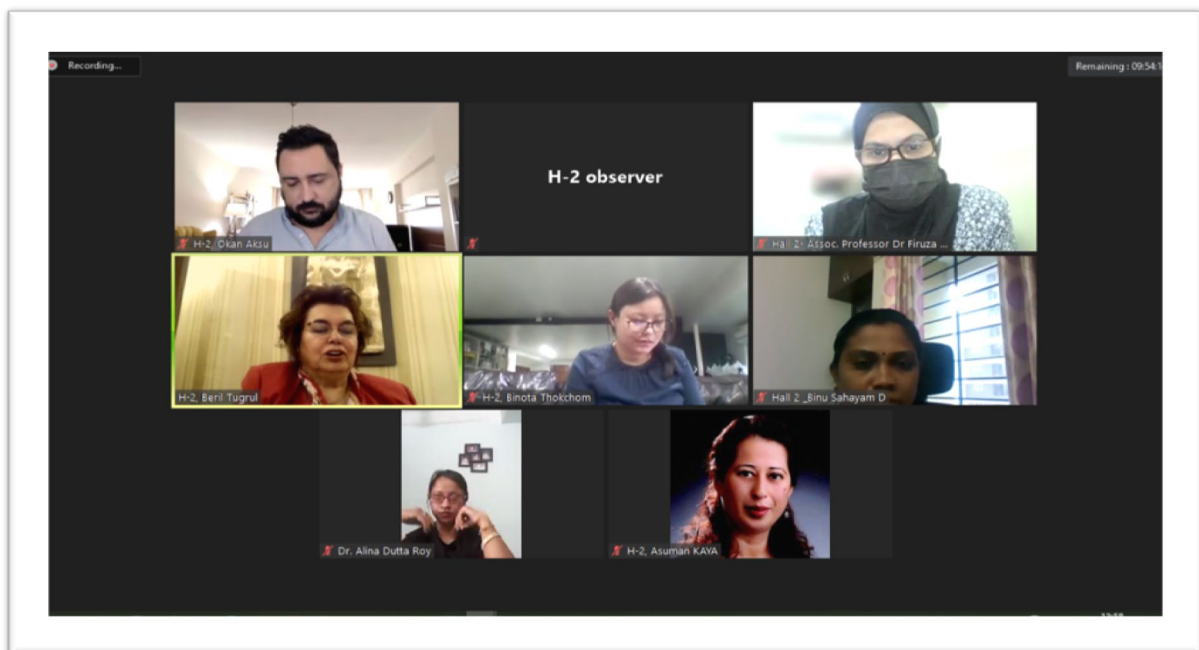 Recording...
Remaining : 09:54:1
H-2 observer
H-2, Okan Aksu
Hall 2- Assoc. Professor Dr Firuza ...
H-2, Beril Tugrul
H-2, Binota Thokchom
Hall 2 _Binu Sahayam D
Dr. Alina Dutta Roy
H-2, Asuman KAYA